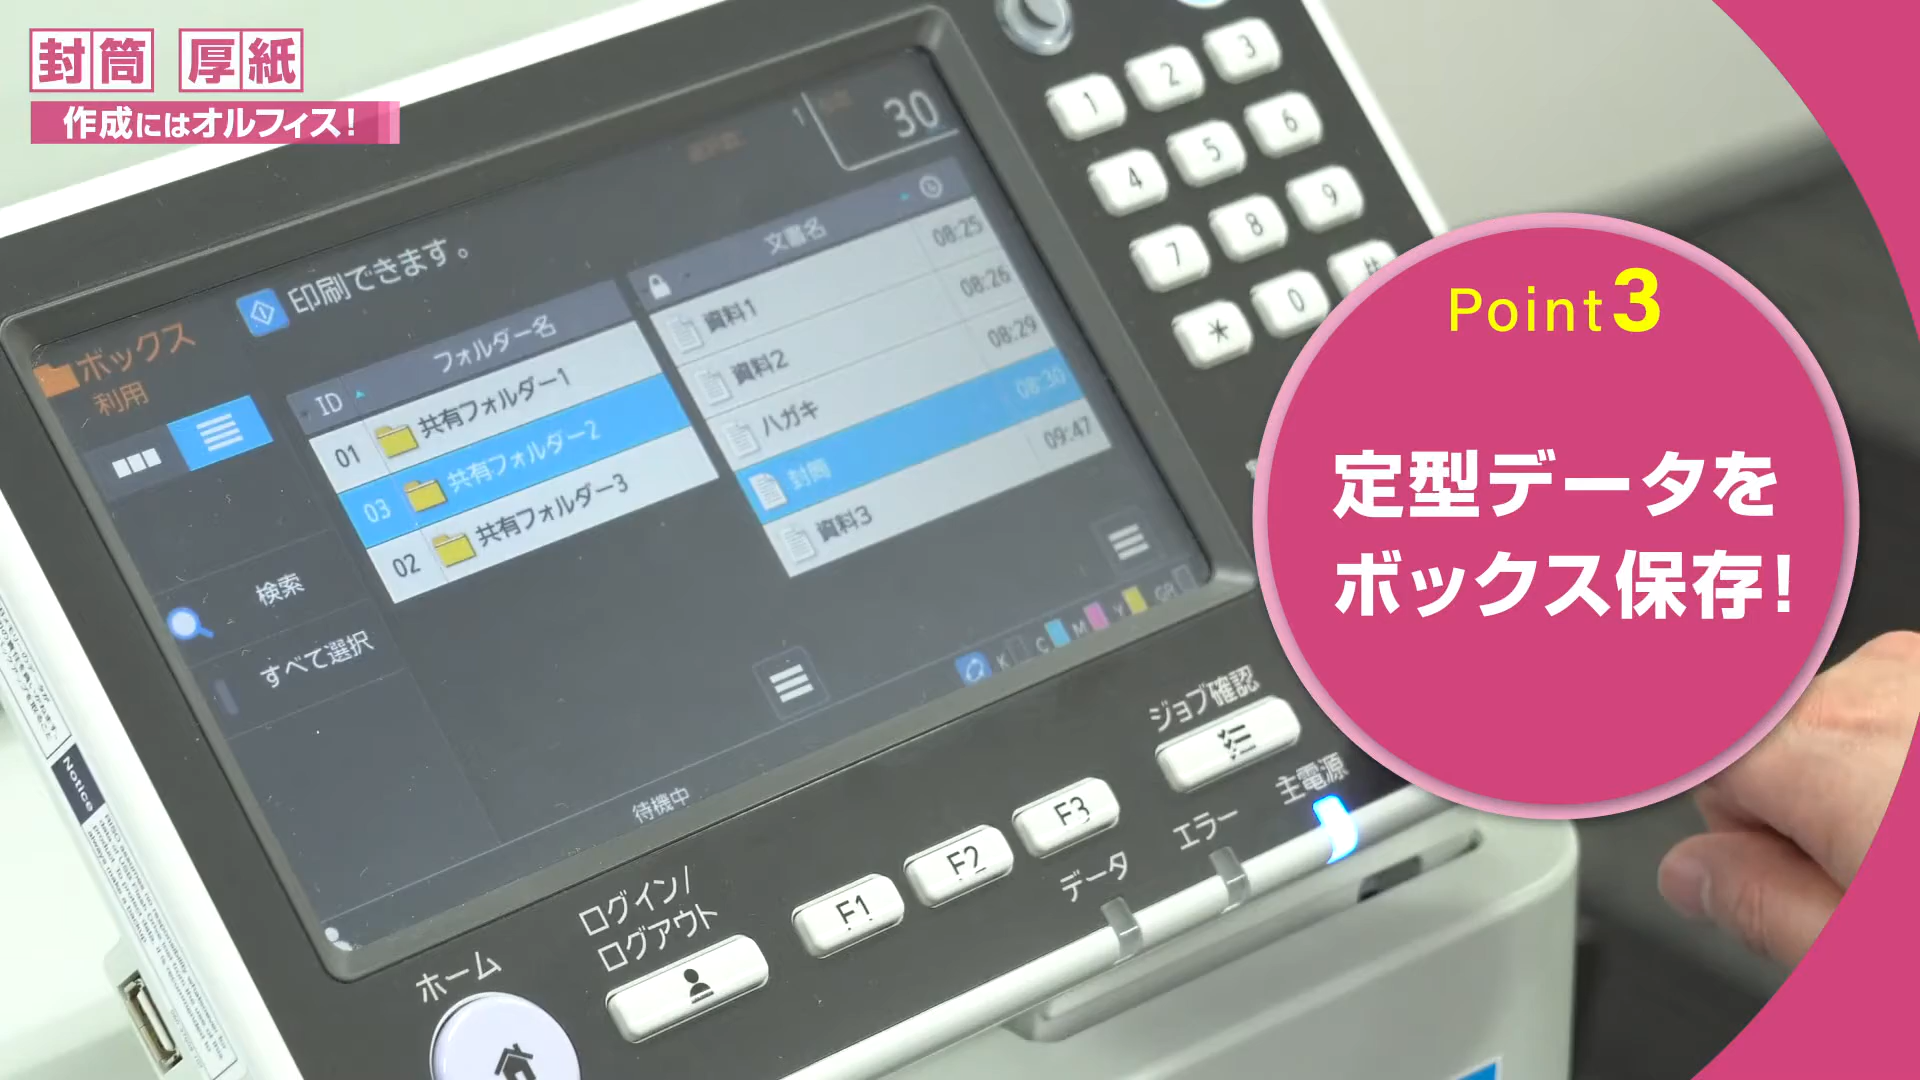 封筒 厚紙
作成にはオルフィス!
Point3
定型データを
ボックス保存!
30
1
印刷できます。
ボックス
利用
ID
フォルダー名
01 共有フォルダー1
03 共有フォルダー2
02 共有フォルダー3
文書名
資料1 08:25
資料2 08:26
ハガキ 08:29
封筒 08:30
資料3 09:47
検索
すべて選択
待機中
K C M Y GR
1 2 3
4 5 6
7 8 9
* 0 #
ジョブ確認
主電源
エラー
データ
F1 F2 F3
ログイン/
ログアウト
ホーム
Notice